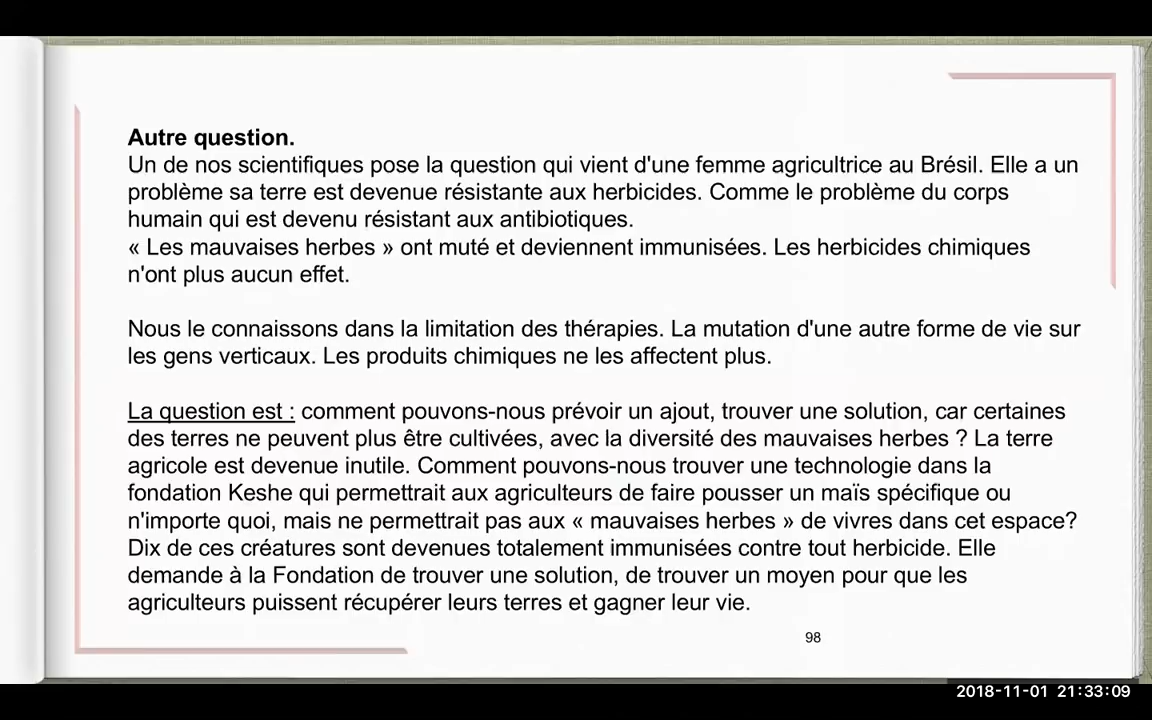 Autre question.
Un de nos scientifiques pose la question qui vient d'une femme agricultrice au Brésil. Elle a un
problème sa terre est devenue résistante aux herbicides. Comme le problème du corps
humain qui est devenu résistant aux antibiotiques.
« Les mauvaises herbes » ont muté et deviennent immunisées. Les herbicides chimiques
n'ont plus aucun effet.
Nous le connaissons dans la limitation des thérapies. La mutation d'une autre forme de vie sur
les gens verticaux. Les produits chimiques ne les affectent plus.
La question est : comment pouvons-nous prévoir un ajout, trouver une solution, car certaines
des terres ne peuvent plus être cultivées, avec la diversité des mauvaises herbes ? La terre
agricole est devenue inutile. Comment pouvons-nous trouver une technologie dans la
fondation Keshe qui permettrait aux agriculteurs de faire pousser un maïs spécifique ou
n'importe quoi, mais ne permettrait pas aux « mauvaises herbes » de vivres dans cet espace?
Dix de ces créatures sont devenues totalement immunisées contre tout herbicide. Elle
demande à la Fondation de trouver une solution, de trouver un moyen pour que les
agriculteurs puissent récupérer leurs terres et gagner leur vie.
98
2018-11-01 21:33:09